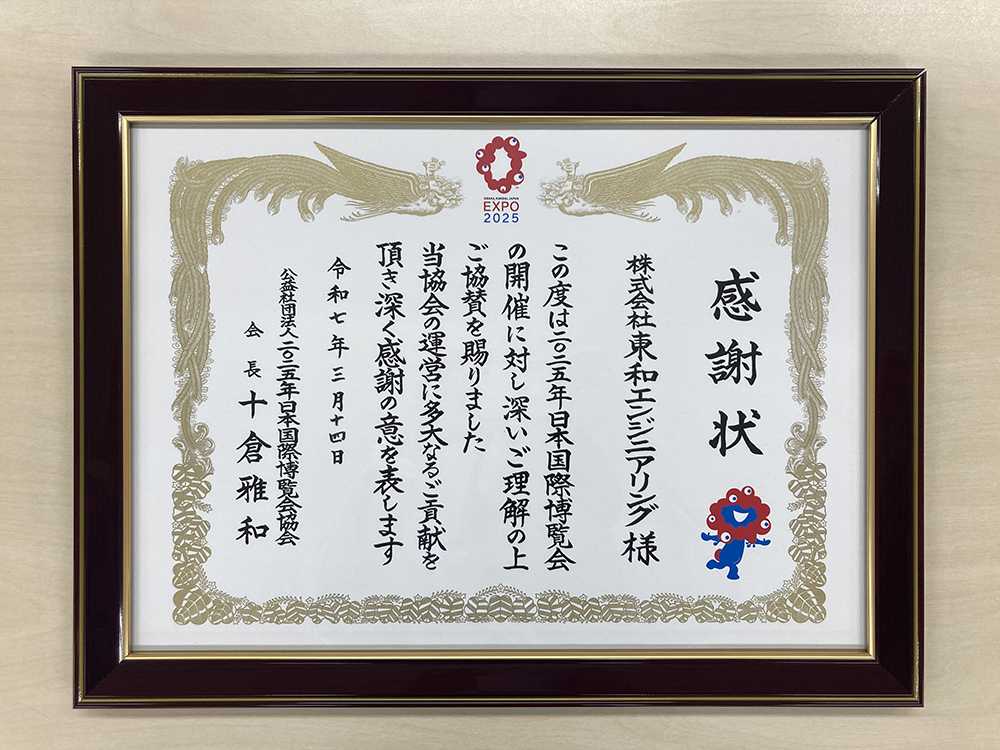 OSAKA, KANSAI, JAPAN
EXPO
2025
感謝状
株式会社東和エンジニアリング 様
この度は二〇二五年日本国際博覧会
の開催に対し深いご理解の上
ご協賛を賜りました
当協会の運営に多大なるご貢献を
頂き深く感謝の意を表します
令和七年三月十四日
公益社団法人二〇二五年日本国際博覧会協会
会長 十倉雅和